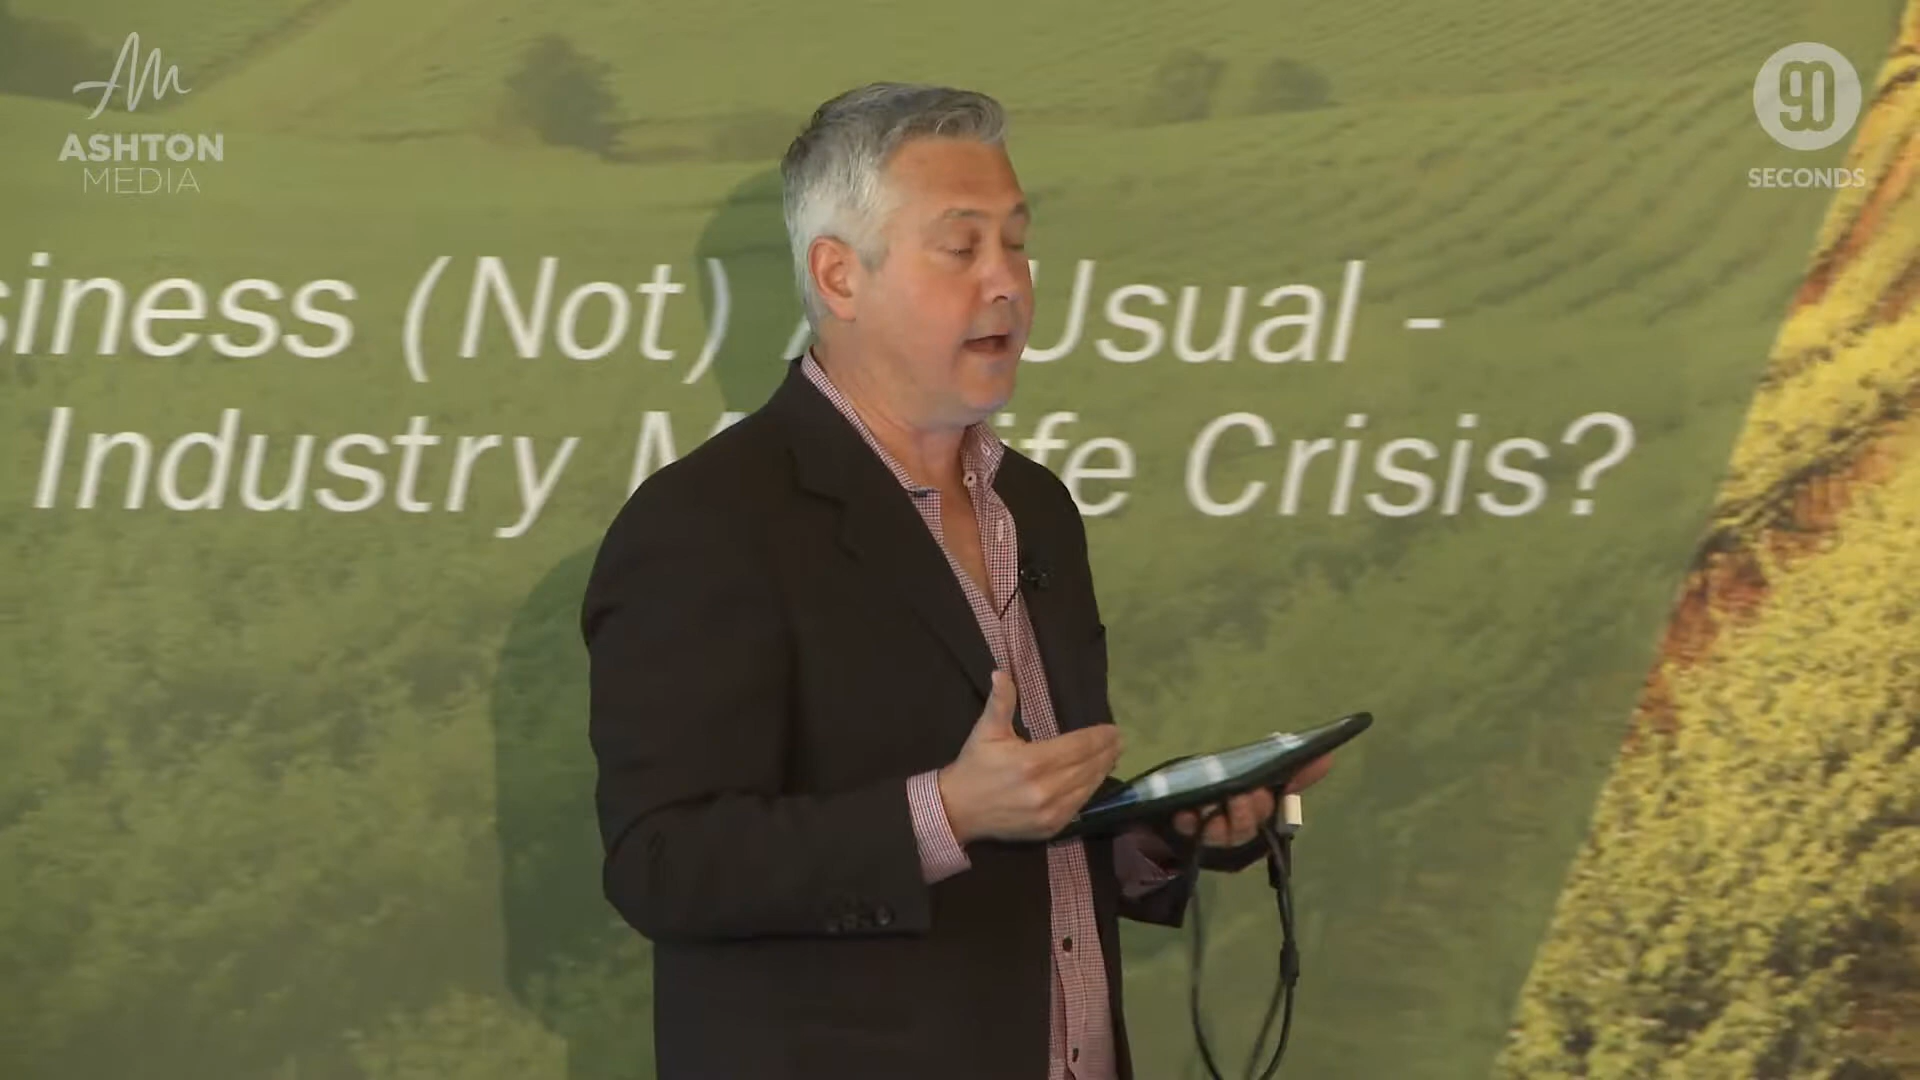 ASHTON
MEDIA
90
SECONDS
siness (Not) Usual -
Industry Crisis?